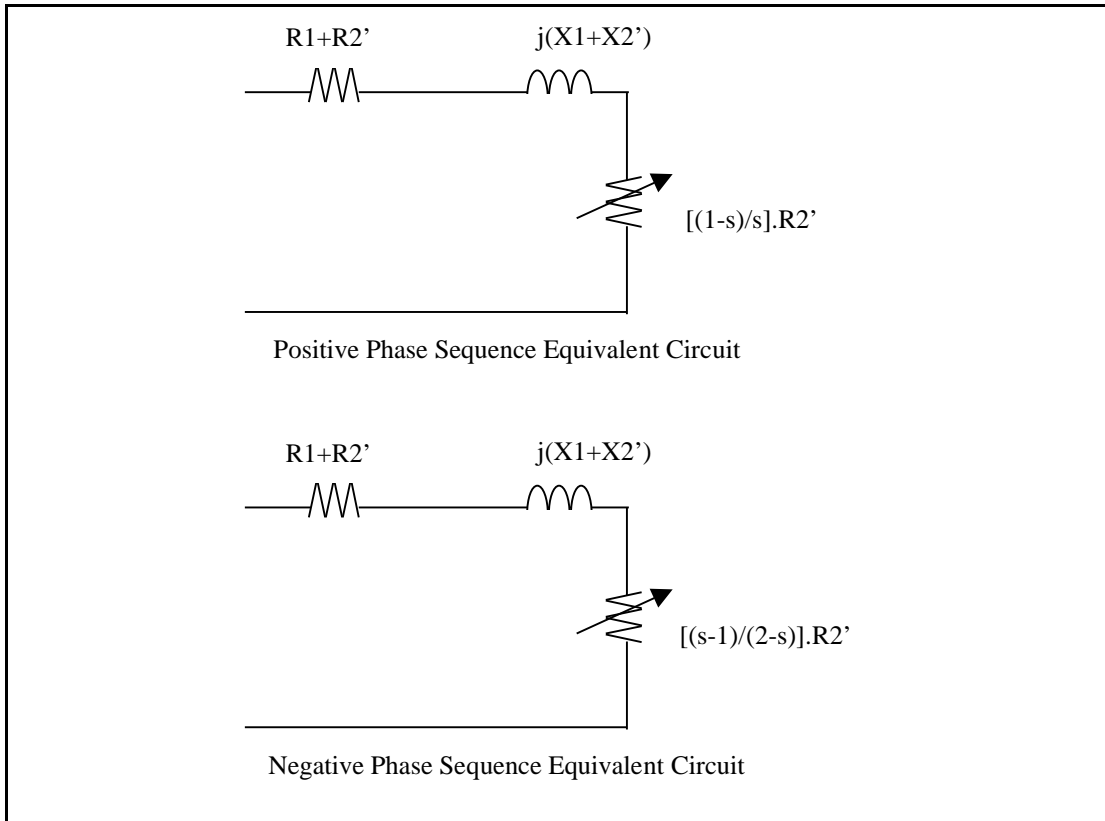 R1+R2’ j(X1+X2’)
[(1-s)/s].R2’
Positive Phase Sequence Equivalent Circuit
R1+R2’ j(X1+X2’)
[(s-1)/(2-s)].R2’
Negative Phase Sequence Equivalent Circuit